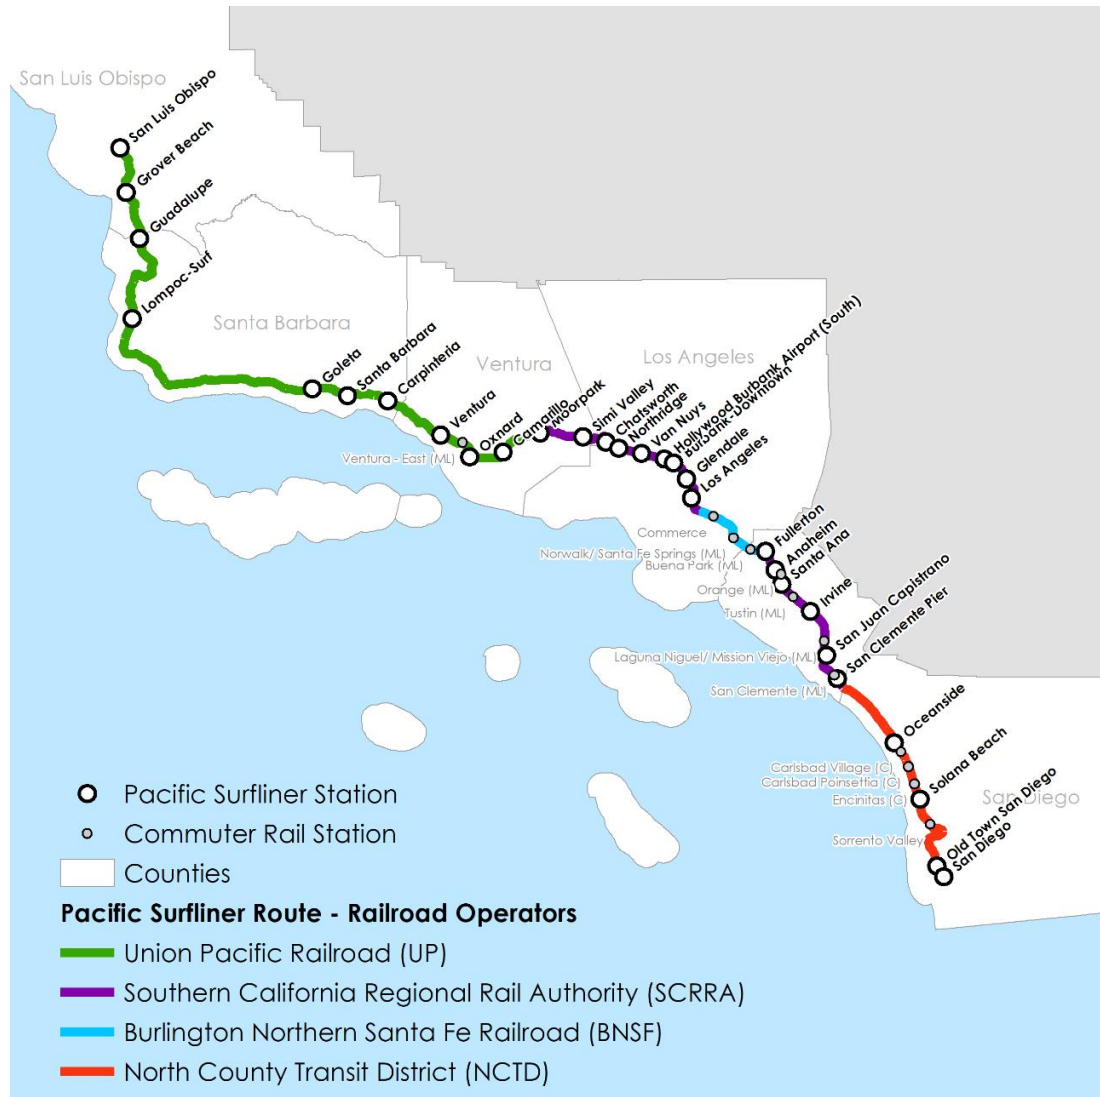 San Luis Obispo
San Luis Obispo
Grover Beach
Guadalupe
Lompoc-Surf
Santa Barbara
Goleta
Santa Barbara
Carpinteria
Ventura
Ventura
Ventura - East (ML)
Oxnard
Camarillo
Moorpark
Los Angeles
Simi Valley
Chatsworth
Northridge
Van Nuys
Hollywood Burbank Airport (South)
Burbank-Downtown
Glendale
Los Angeles
Commerce
Norwalk/ Santa Fe Springs (ML)
Buena Park (ML)
Fullerton
Anaheim
Santa Ana
Orange (ML)
Tustin (ML)
Irvine
Laguna Niguel/ Mission Viejo (ML)
San Juan Capistrano
San Clemente Pier
San Clemente (ML)
Oceanside
Carlsbad Village (C)
Carlsbad Poinsettia (C)
Encinitas (C)
Solana Beach
San Diego
Sorrento Valley
Old Town San Diego
San Diego
Pacific Surfliner Station
Commuter Rail Station
Counties
Pacific Surfliner Route - Railroad Operators
Union Pacific Railroad (UP)
Southern California Regional Rail Authority (SCRRA)
Burlington Northern Santa Fe Railroad (BNSF)
North County Transit District (NCTD)